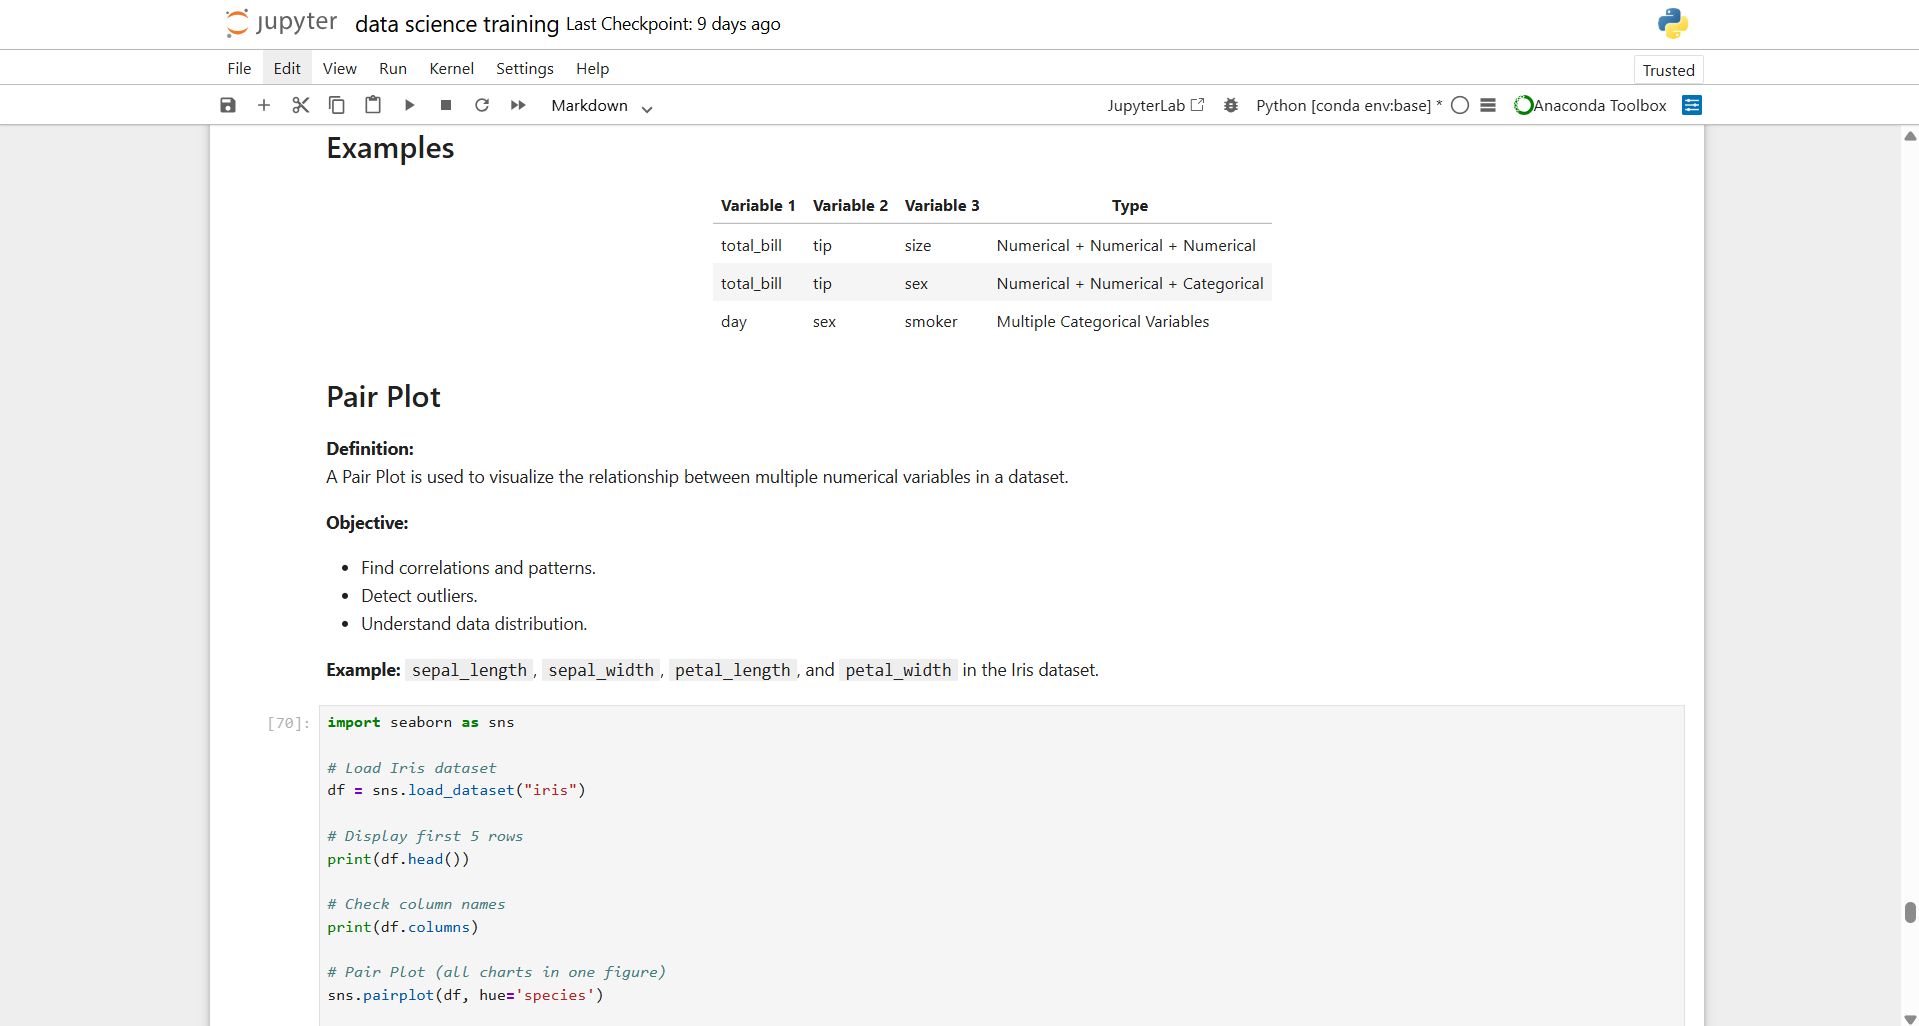 jupyter data science training Last Checkpoint: 9 days ago
File Edit View Run Kernel Settings Help Trusted
Markdown JupyterLab Python [conda env:base] * Anaconda Toolbox
Examples
Variable 1 Variable 2 Variable 3 Type
total_bill tip size Numerical + Numerical + Numerical
total_bill tip sex Numerical + Numerical + Categorical
day sex smoker Multiple Categorical Variables
Pair Plot
Definition:
A Pair Plot is used to visualize the relationship between multiple numerical variables in a dataset.
Objective:
• Find correlations and patterns.
• Detect outliers.
• Understand data distribution.
Example: sepal_length, sepal_width, petal_length, and petal_width in the Iris dataset.
[70]: import seaborn as sns
# Load Iris dataset
df = sns.load_dataset("iris")
# Display first 5 rows
print(df.head())
# Check column names
print(df.columns)
# Pair Plot (all charts in one figure)
sns.pairplot(df, hue='species')